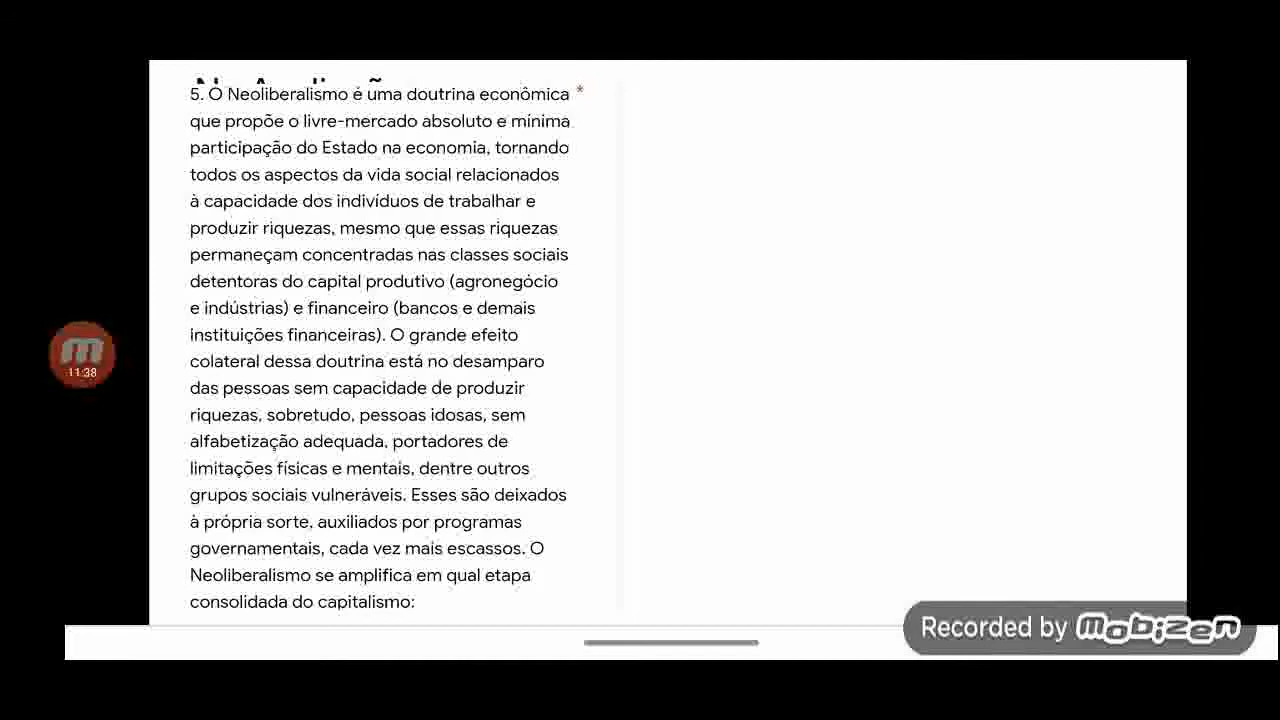 5. O Neoliberalismo é uma doutrina econômica *
que propõe o livre-mercado absoluto e mínima
participação do Estado na economia, tornando
todos os aspectos da vida social relacionados
à capacidade dos indivíduos de trabalhar e
produzir riquezas, mesmo que essas riquezas
permaneçam concentradas nas classes sociais
detentoras do capital produtivo (agronegócio
e indústrias) e financeiro (bancos e demais
instituições financeiras). O grande efeito
colateral dessa doutrina está no desamparo
das pessoas sem capacidade de produzir
riquezas, sobretudo, pessoas idosas, sem
alfabetização adequada, portadores de
limitações físicas e mentais, dentre outros
grupos sociais vulneráveis. Esses são deixados
à própria sorte, auxiliados por programas
governamentais, cada vez mais escassos. O
Neoliberalismo se amplifica em qual etapa
consolidada do capitalismo:
m
11:38
Recorded by mobizen